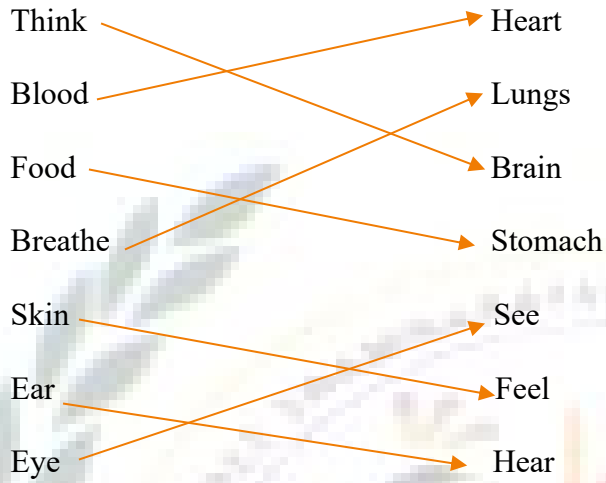 Think Heart
Blood Lungs
Food Brain
Breathe Stomach
Skin See
Ear Feel
Eye Hear